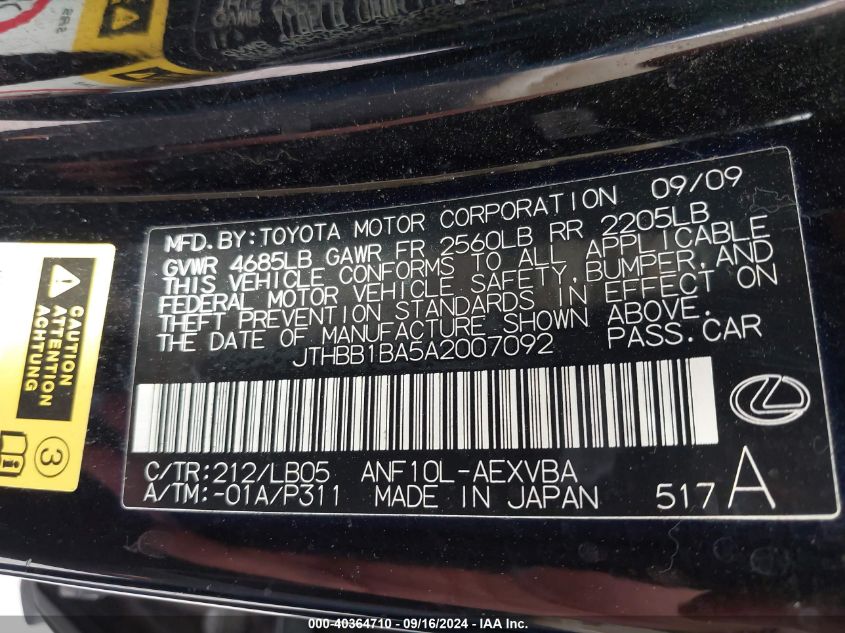 MFD. BY: TOYOTA MOTOR CORPORATION 09/09
GVWR 4685LB GAWR FR 2560LB RR 2205LB
THIS VEHICLE CONFORMS TO ALL APPLICABLE
FEDERAL MOTOR VEHICLE SAFETY, BUMPER, AND
THEFT PREVENTION STANDARDS IN EFFECT ON
THE DATE OF MANUFACTURE SHOWN ABOVE.
JTHBB1BA5A2007092 PASS. CAR
C/TR: 212/LB05 ANF10L-AEXVBA
A/TM: -01A/P311 MADE IN JAPAN 517 A
CAUTION
ATTENTION
ACHTUNG
3
000-40364710 - 09/16/2024 - IAA Inc.